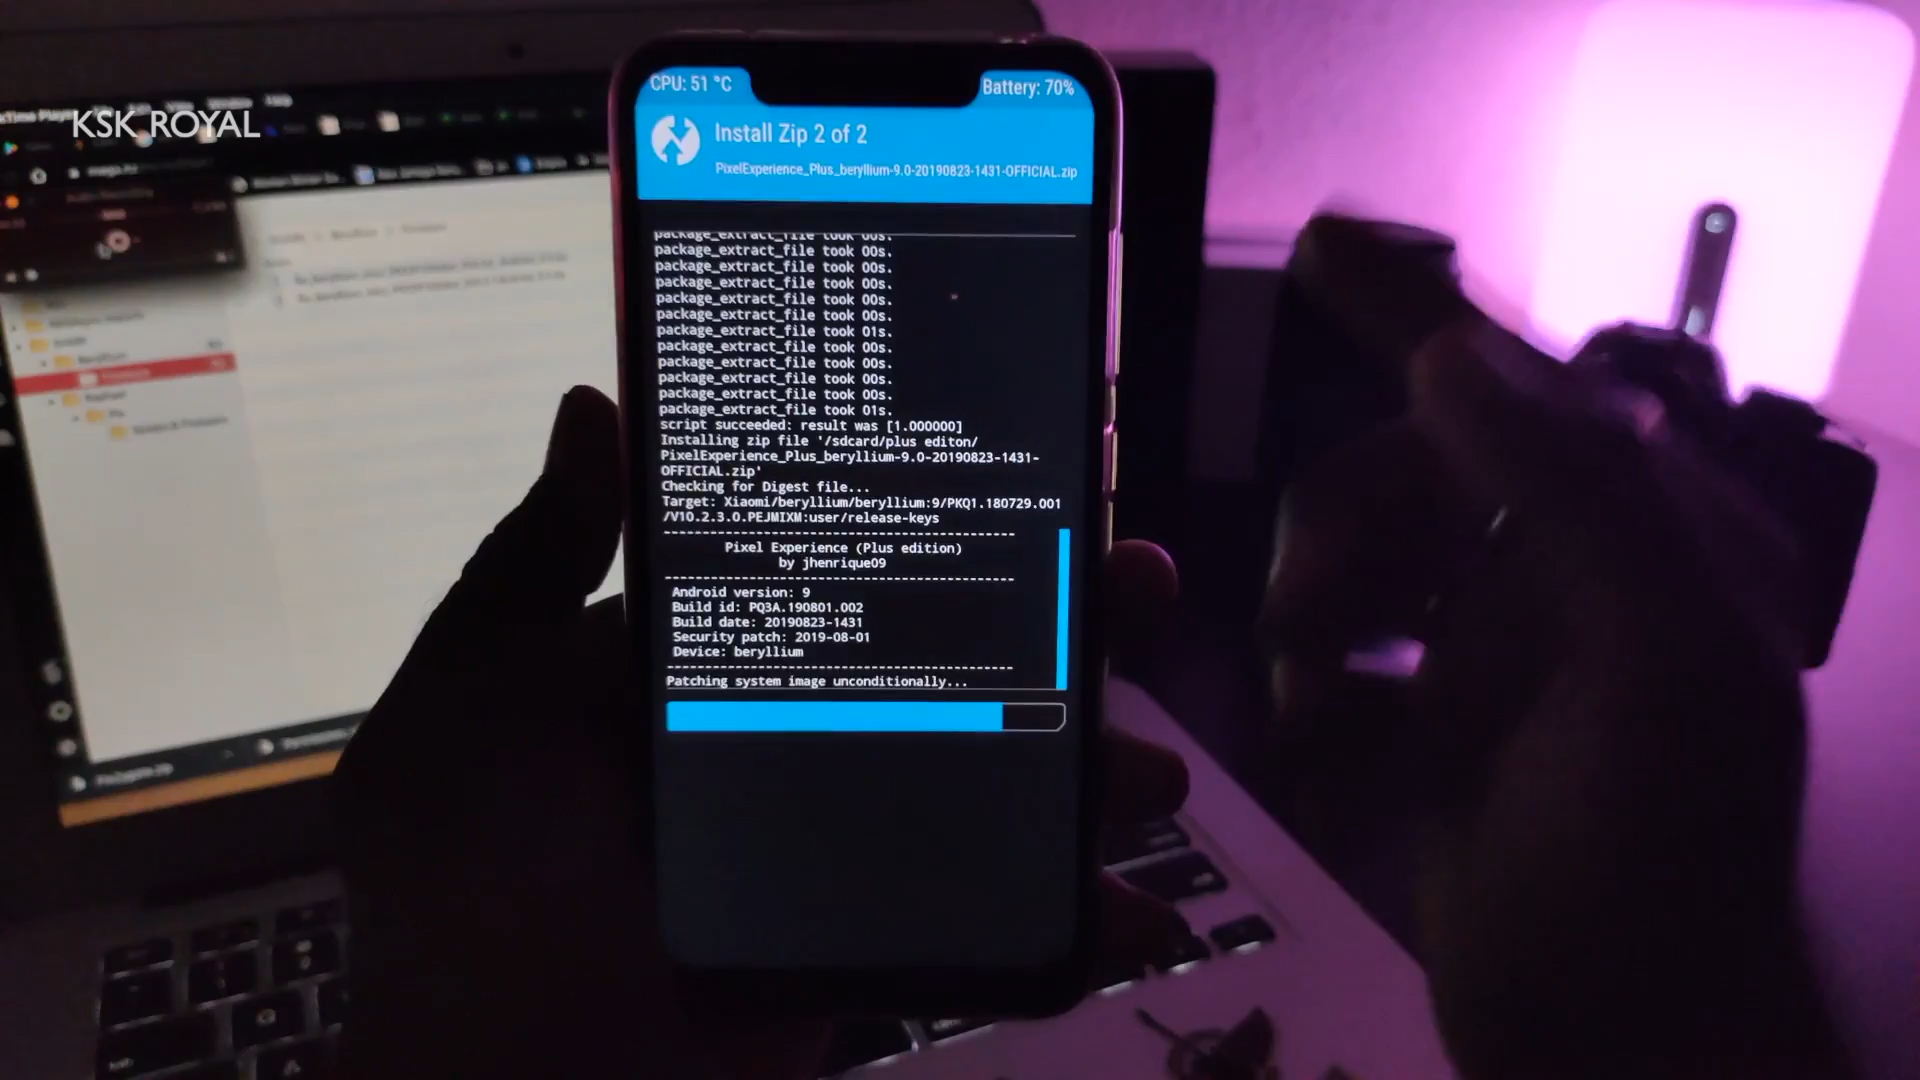 KSK ROYAL
CPU: 51 °C
Battery: 70%
Install Zip 2 of 2
PixelExperience_Plus_beryllium-9.0-20190823-1431-OFFICIAL.zip
package_extract_file took 00s.
package_extract_file took 00s.
package_extract_file took 00s.
package_extract_file took 00s.
package_extract_file took 00s.
package_extract_file took 00s.
package_extract_file took 01s.
package_extract_file took 00s.
package_extract_file took 00s.
package_extract_file took 00s.
package_extract_file took 00s.
package_extract_file took 01s.
script succeeded: result was [1.000000]
Installing zip file '/sdcard/plus editon/
PixelExperience_Plus_beryllium-9.0-20190823-1431-
OFFICIAL.zip'
Checking for Digest file...
Target: Xiaomi/beryllium/beryllium:9/PKQ1.180729.001
/V10.2.3.0.PEJMIXM:user/release-keys
Pixel Experience (Plus edition)
by jhenrique09
Android version: 9
Build id: PQ3A.190801.002
Build date: 20190823-1431
Security patch: 2019-08-01
Device: beryllium
Patching system image unconditionally...